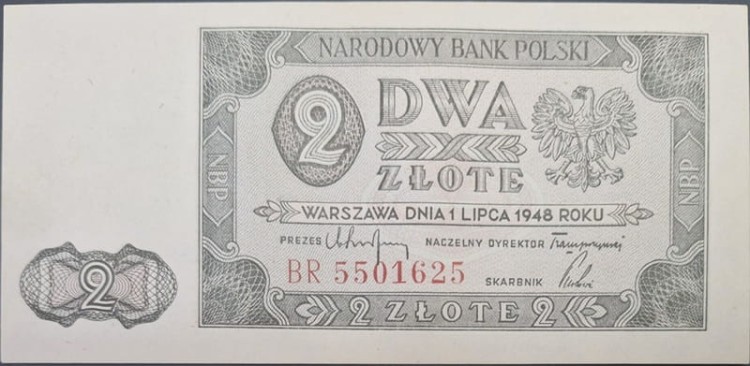 NARODOWY BANK POLSKI
2
DWA
ZŁOTE
NBP
NBP
WARSZAWA DNIA 1 LIPCA 1948 ROKU
PREZES
NACZELNY DYREKTOR
BR 5501625
SKARBNIK
2
2 ZŁOTE 2